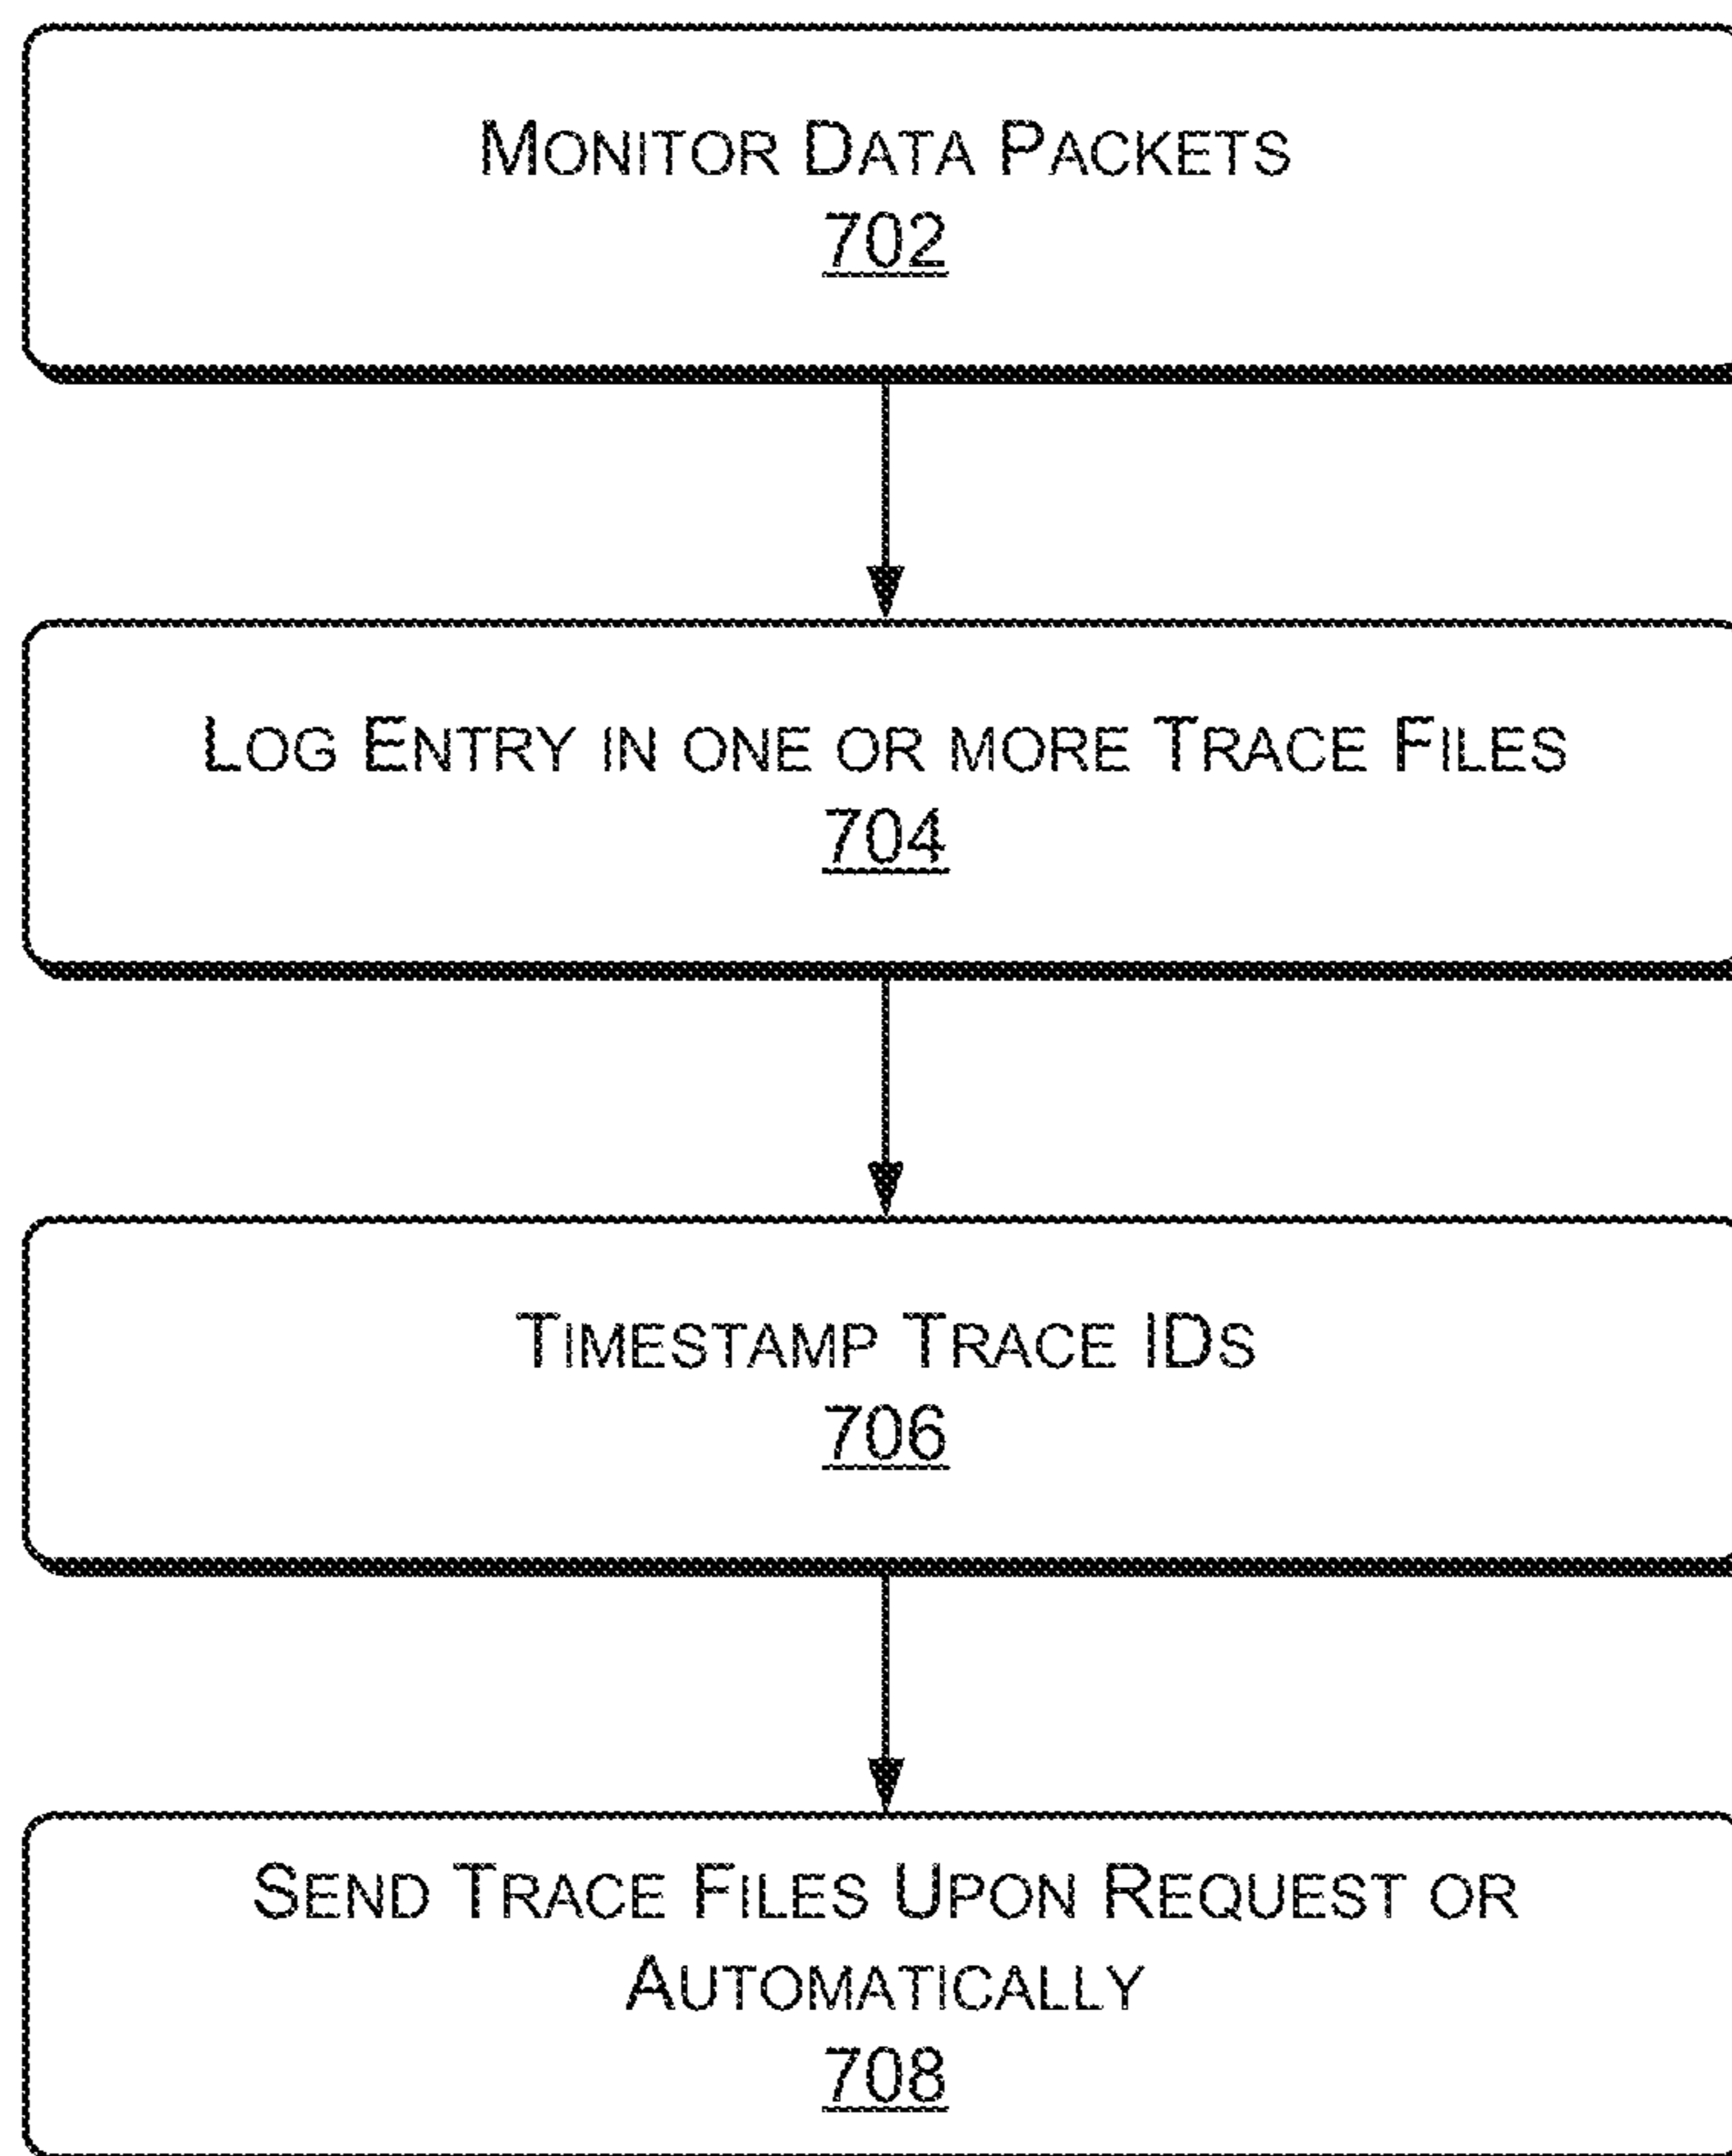 MONITOR DATA PACKETS
702
LOG ENTRY IN ONE OR MORE TRACE FILES
704
TIMESTAMP TRACE IDS
706
SEND TRACE FILES UPON REQUEST OR
AUTOMATICALLY
708